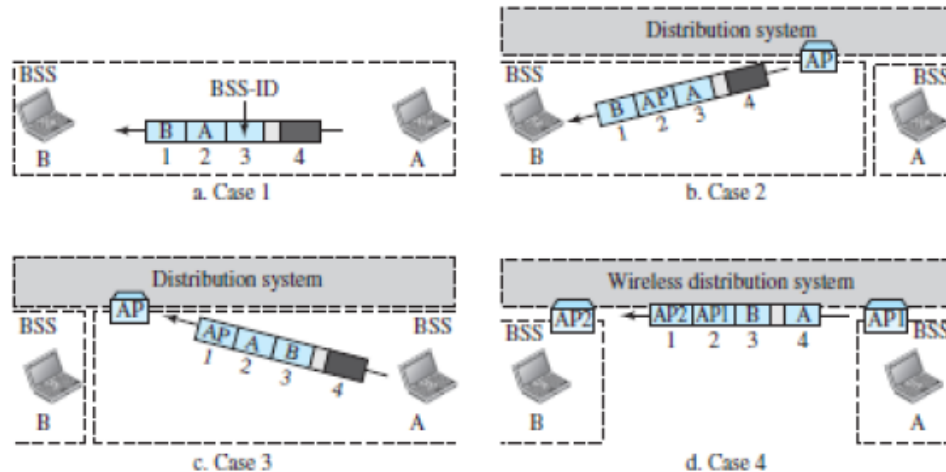 BSS
BSS-ID
B A
1 2 3 4
B
A
a. Case 1
Distribution system
AP
BSS
BSS
B AP A
1 2 3 4
B
A
b. Case 2
Distribution system
AP
BSS
BSS
AP A B
1 2 3 4
B
A
c. Case 3
Wireless distribution system
AP2
AP1
BSS
BSS
AP2 AP1 B A
1 2 3 4
B
A
d. Case 4